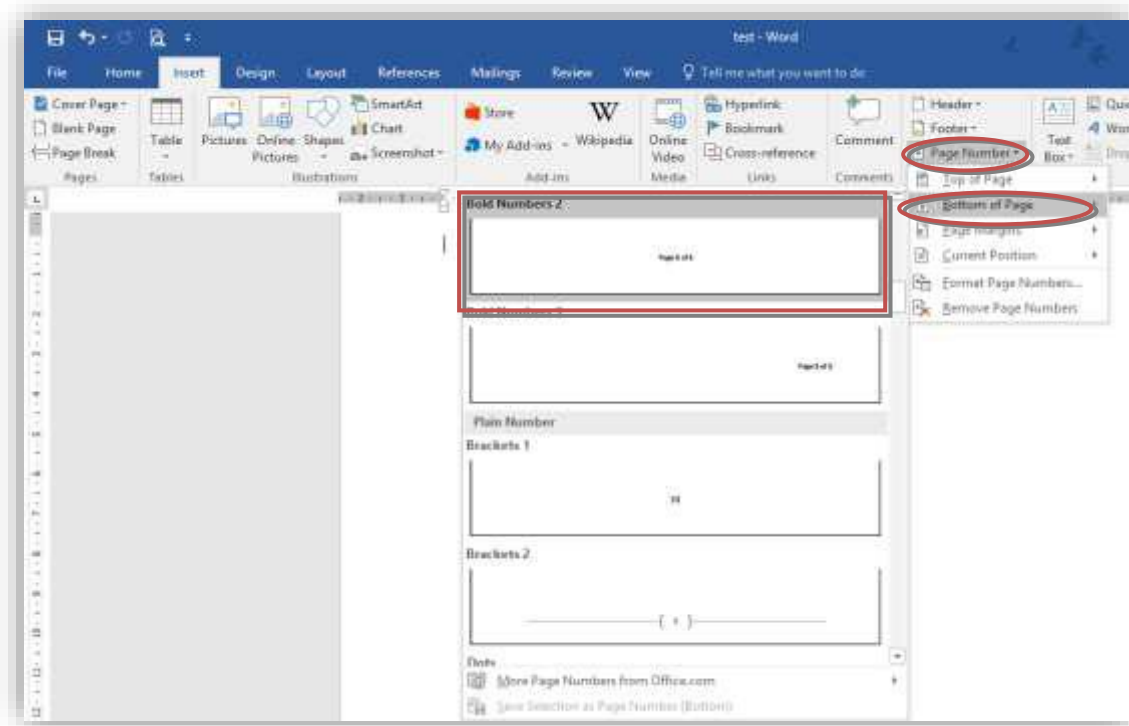 test - Word
File Home Insert Design Layout References Mailings Review View Tell me what you want to do
Cover Page
Blank Page
Page Break
Pages
Table
Tables
Pictures
Online Pictures
Shapes
SmartArt
Chart
Screenshot
Illustrations
Store
My Add-ins
Wikipedia
Add-ins
Online Video
Media
Hyperlink
Bookmark
Cross-reference
Links
Comment
Comments
Header
Footer
Page Number
Text Box
Top of Page
Bottom of Page
Page Margins
Current Position
Format Page Numbers...
Remove Page Numbers
Bold Numbers 2
Bold Numbers 3
Plain Number
Brackets 1
Brackets 2
Dots
More Page Numbers from Office.com
Save Selection as Page Number (Bottom)